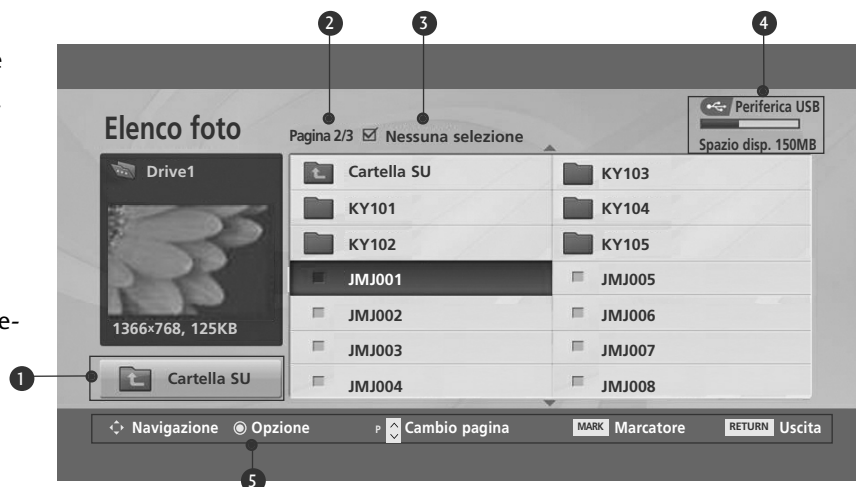 2 3 4
e
Periferica USB
Elenco foto
Pagina 2/3 Nessuna selezione
Spazio disp. 150MB
Drive1
Cartella SU KY103
KY101 KY104
KY102 KY105
JMJ001 JMJ005
JMJ002 JMJ006
1366×768, 125KB
e-
JMJ003 JMJ007
1
Cartella SU
JMJ004 JMJ008
Navigazione Opzione P Cambio pagina MARK Marcatore RETURN Uscita
5